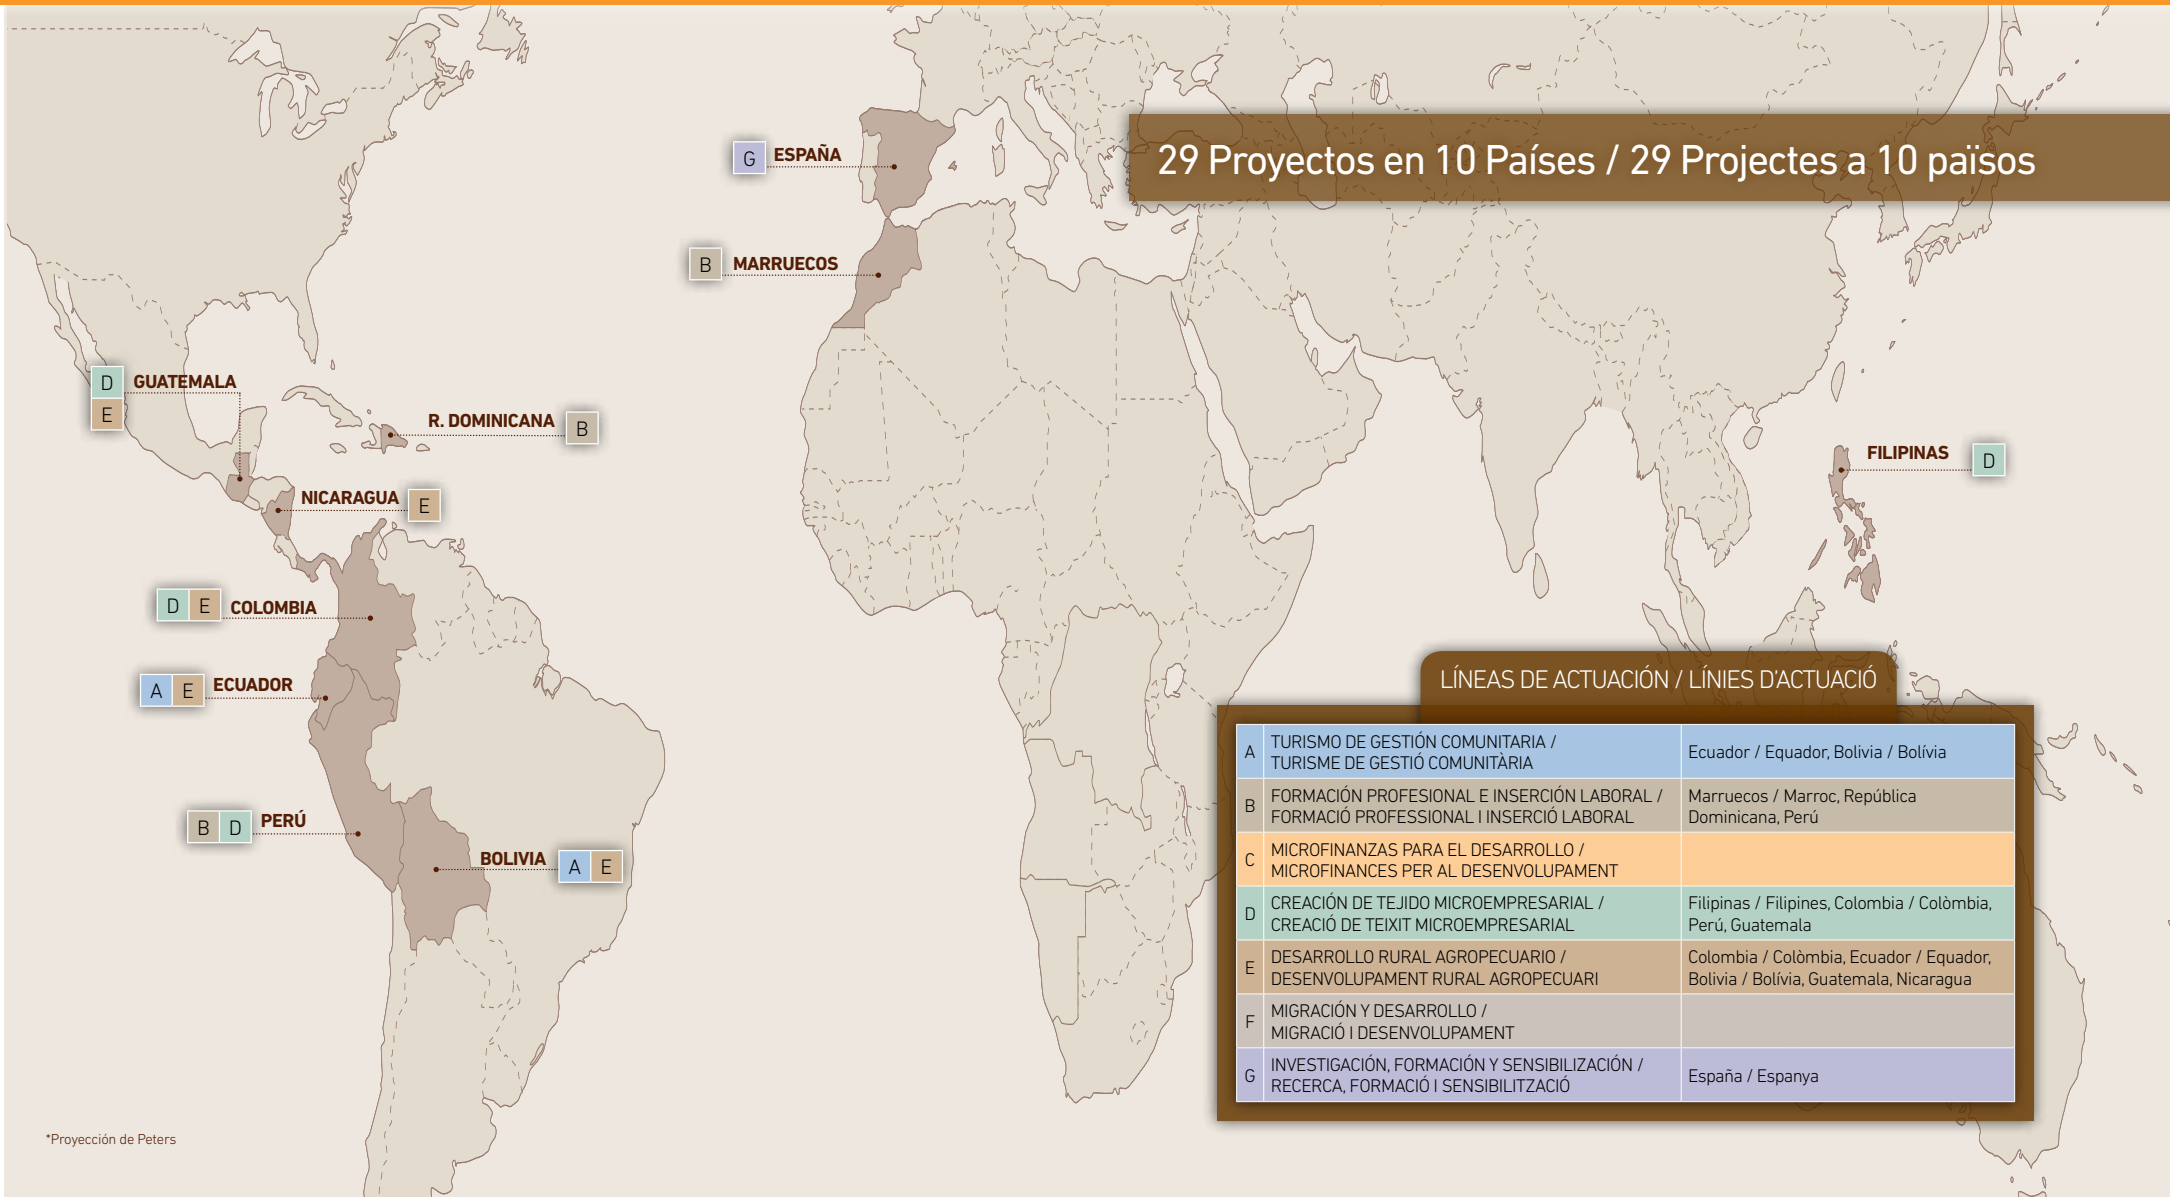 29 Proyectos en 10 Países / 29 Projectes a 10 països
G ESPAÑA
B MARRUECOS
D GUATEMALA
E
R. DOMINICANA B
NICARAGUA E
FILIPINAS D
D E COLOMBIA
A E ECUADOR
B D PERÚ
BOLIVIA A E
LÍNEAS DE ACTUACIÓN / LÍNIES D'ACTUACIÓ
A
TURISMO DE GESTIÓN COMUNITARIA /
TURISME DE GESTIÓ COMUNITÀRIA
Ecuador / Equador, Bolivia / Bolívia
B
FORMACIÓN PROFESIONAL E INSERCIÓN LABORAL /
FORMACIÓ PROFESSIONAL I INSERCIÓ LABORAL
Marruecos / Marroc, República
Dominicana, Perú
C
MICROFINANZAS PARA EL DESARROLLO /
MICROFINANCES PER AL DESENVOLUPAMENT
D
CREACIÓN DE TEJIDO MICROEMPRESARIAL /
CREACIÓ DE TEIXIT MICROEMPRESARIAL
Filipinas / Filipines, Colombia / Colòmbia,
Perú, Guatemala
E
DESARROLLO RURAL AGROPECUARIO /
DESENVOLUPAMENT RURAL AGROPECUARI
Colombia / Colòmbia, Ecuador / Equador,
Bolivia / Bolívia, Guatemala, Nicaragua
F
MIGRACIÓN Y DESARROLLO /
MIGRACIÓ I DESENVOLUPAMENT
G
INVESTIGACIÓN, FORMACIÓN Y SENSIBILIZACIÓN /
RECERCA, FORMACIÓ I SENSIBILITZACIÓ
España / Espanya
*Proyección de Peters